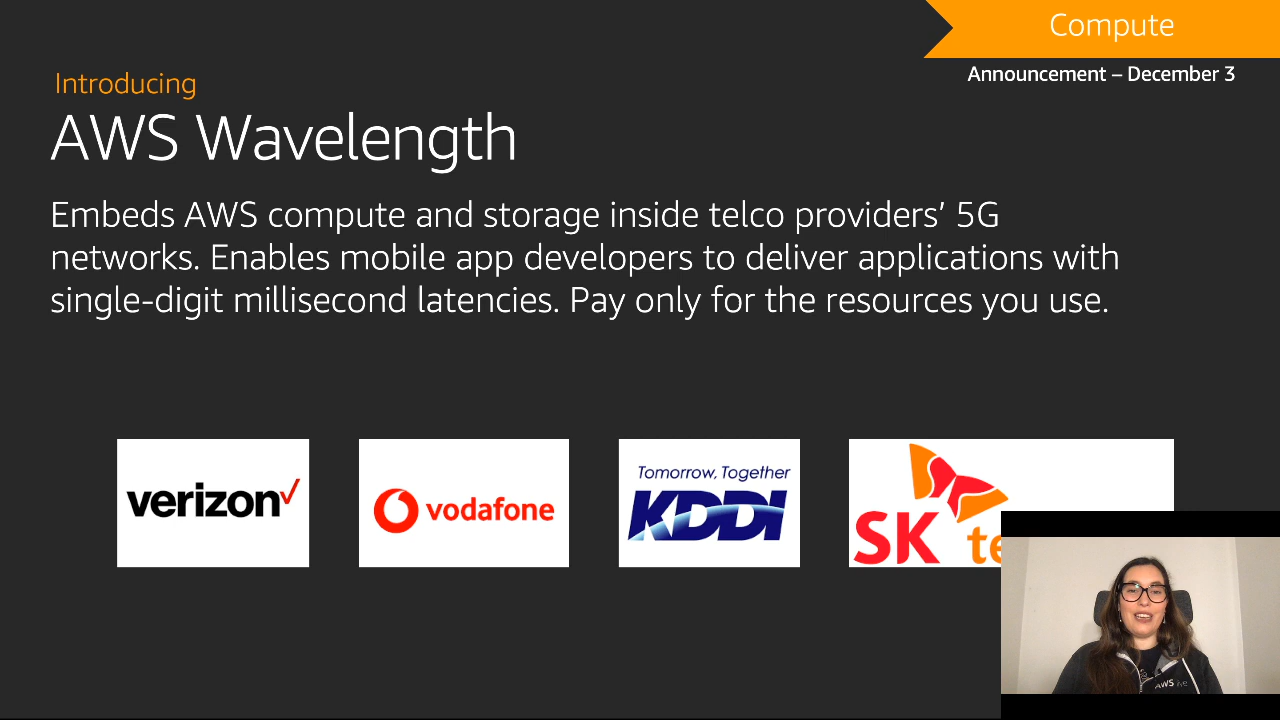 Compute
Announcement – December 3
Introducing
AWS Wavelength
Embeds AWS compute and storage inside telco providers’ 5G
networks. Enables mobile app developers to deliver applications with
single-digit millisecond latencies. Pay only for the resources you use.
verizon
vodafone
Tomorrow, Together
KDDI
SK te
AWS